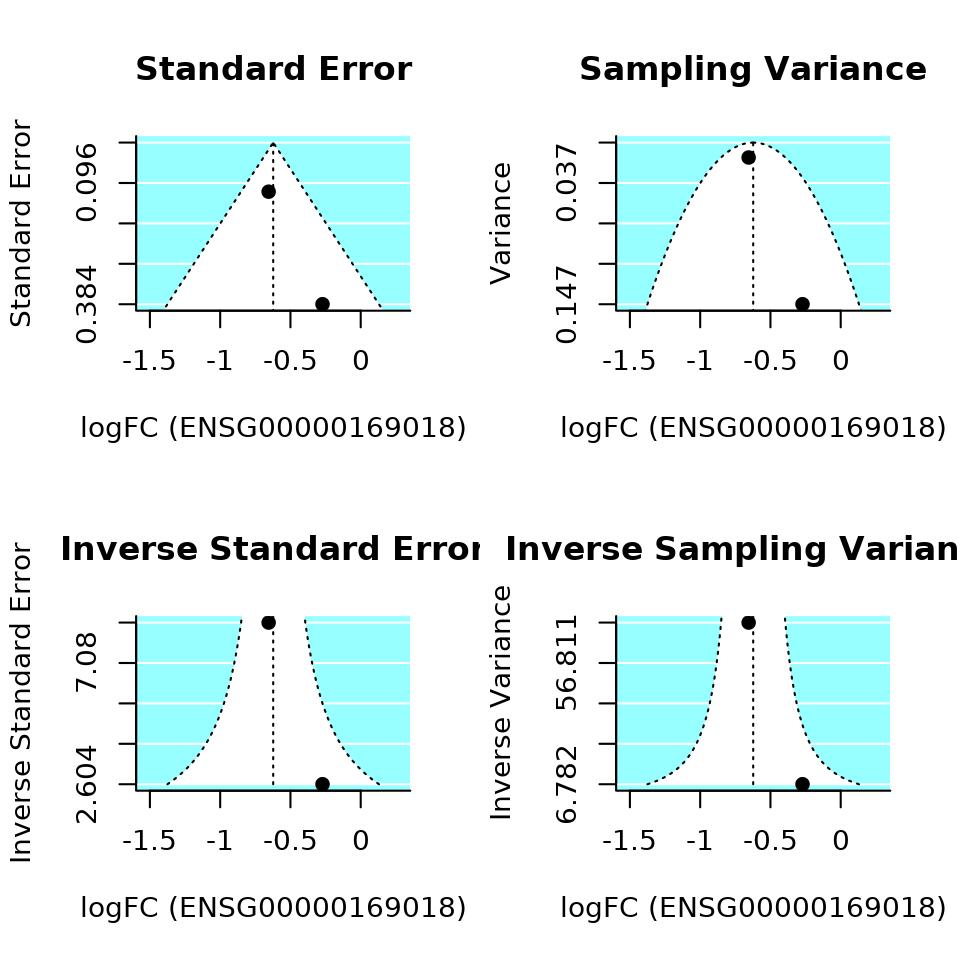 Standard Error
Standard Error
0.096
0.384
-1.5 -1 -0.5 0
logFC (ENSG00000169018)
Sampling Variance
Variance
0.037
0.147
-1.5 -1 -0.5 0
logFC (ENSG00000169018)
Inverse Standard Error
Inverse Standard Error
7.08
2.604
-1.5 -1 -0.5 0
logFC (ENSG00000169018)
Inverse Sampling Varian
Inverse Variance
56.811
6.782
-1.5 -1 -0.5 0
logFC (ENSG00000169018)